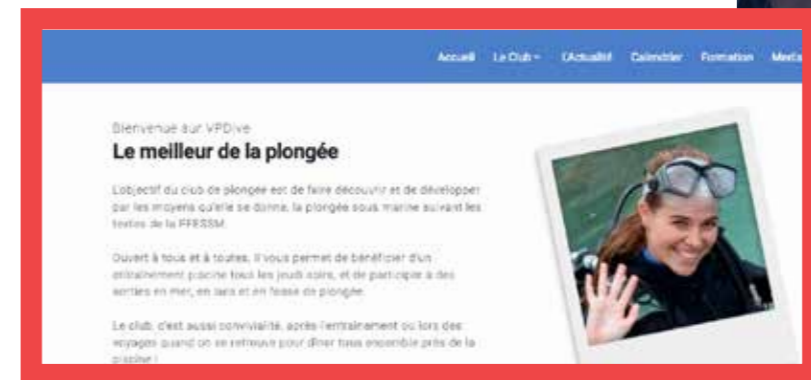 Accueil Le Club L'Actualité Calendrier Formation Media
Bienvenue sur VPDive
Le meilleur de la plongée
L'objectif du club de plongée est de faire découvrir et de développer
par les moyens qu'elle se donne, la plongée sous marine suivant les
textes de la FFESSM.
Ouvert à tous et à toutes, il vous permet de bénéficier d'un
entraînement piscine tous les jeudi soirs, et de participer à des
sorties en mer, en lacs et en fosse de plongée.
Le club, c'est aussi convivialité, après l'entraînement ou lors des
voyages quand on se retrouve pour dîner tous ensemble près de la
piscine !